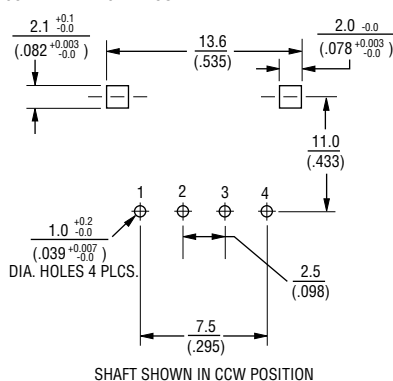 2.1 +0.1 -0.0
(.082 +0.003 -0.0)
13.6
(.535)
2.0 -0.0
(.078 +0.003 -0.0)
11.0
(.433)
1 2 3 4
1.0 +0.2 -0.0
(.039 +0.007 -0.0)
DIA. HOLES 4 PLCS.
2.5
(.098)
7.5
(.295)
SHAFT SHOWN IN CCW POSITION